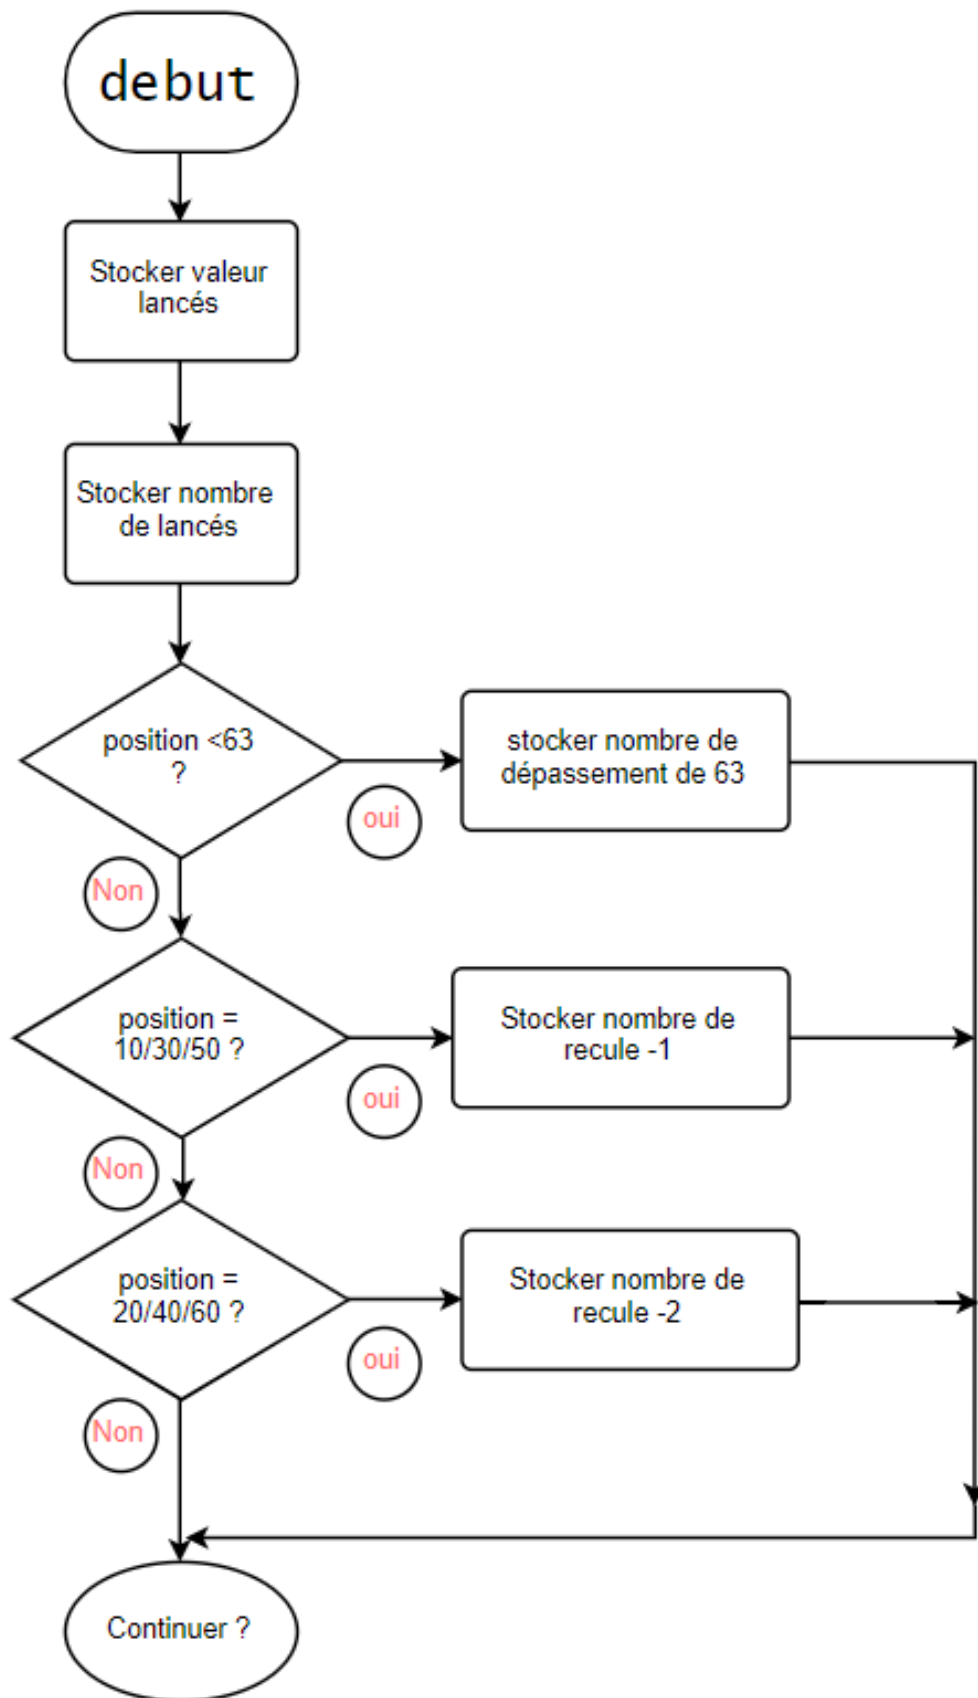 debut
Stocker valeur
lancés
Stocker nombre
de lancés
position <63
?
stocker nombre de
dépassement de 63
oui
Non
position =
10/30/50 ?
Stocker nombre de
recule -1
oui
Non
position =
20/40/60 ?
Stocker nombre de
recule -2
oui
Non
Continuer ?